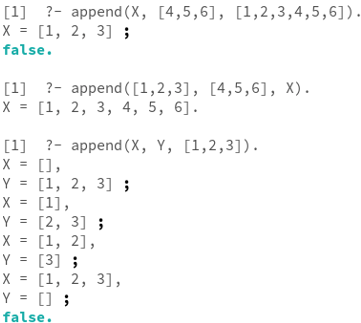 [1]  ?- append(X, [4,5,6], [1,2,3,4,5,6]).
X = [1, 2, 3] ;
false.

[1]  ?- append([1,2,3], [4,5,6], X).
X = [1, 2, 3, 4, 5, 6].

[1]  ?- append(X, Y, [1,2,3]).
X = [],
Y = [1, 2, 3] ;
X = [1],
Y = [2, 3] ;
X = [1, 2],
Y = [3] ;
X = [1, 2, 3],
Y = [] ;
false.